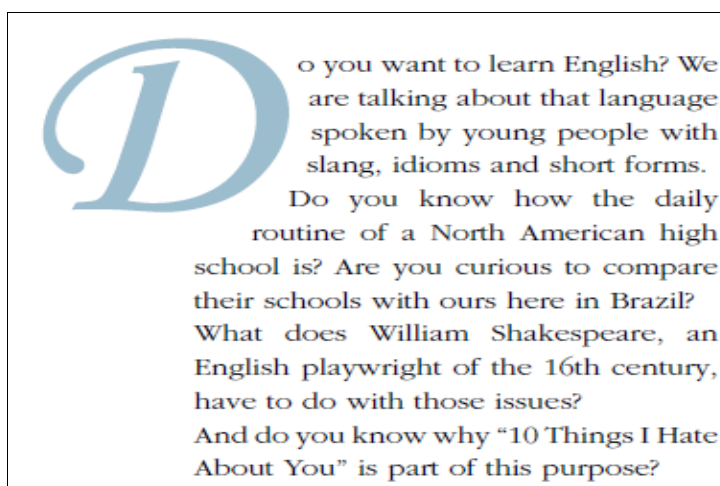 Do you want to learn English? We
are talking about that language
spoken by young people with
slang, idioms and short forms.
Do you know how the daily
routine of a North American high
school is? Are you curious to compare
their schools with ours here in Brazil?
What does William Shakespeare, an
English playwright of the 16th century,
have to do with those issues?
And do you know why “10 Things I Hate
About You” is part of this purpose?